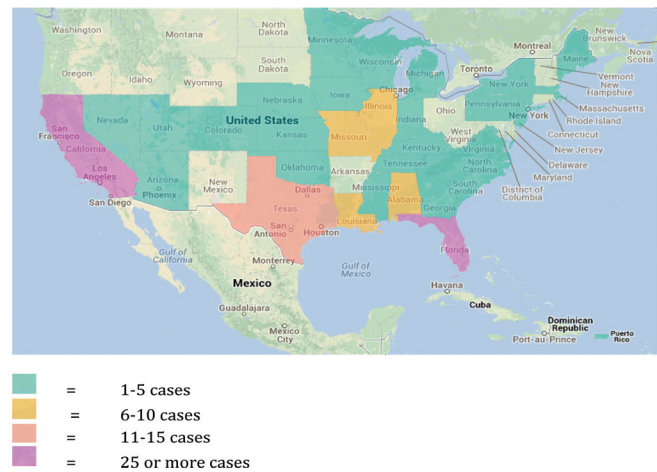 Washington
Montana
North
Dakota
Minnesota
Montreal
New
Brunswick
Nova
Scotia
Maine
Oregon
Idaho
Wyoming
South
Dakota
Wisconsin
Michigan
Toronto
Vermont
New
Hampshire
New York
Massachusetts
Rhode Island
Connecticut
Nebraska
Iowa
Chicago
Illinois
Indiana
Ohio
Pennsylvania
New York
New Jersey
Delaware
Maryland
District of
Columbia
Nevada
Utah
Colorado
United States
Kansas
Missouri
West
Virginia
Kentucky
Virginia
San
Francisco
California
Los
Angeles
San Diego
Arizona
Phoenix
New
Mexico
Oklahoma
Arkansas
Tennessee
North
Carolina
South
Carolina
Dallas
Texas
San
Antonio
Houston
Louisiana
Mississippi
Alabama
Georgia
Florida
Gulf of
California
Monterrey
Gulf of
Mexico
Mexico
Guadalajara
Mexico
City
Havana
Cuba
Dominican
Republic
Port-au-Prince
Puerto
Rico
= 1-5 cases
= 6-10 cases
= 11-15 cases
= 25 or more cases